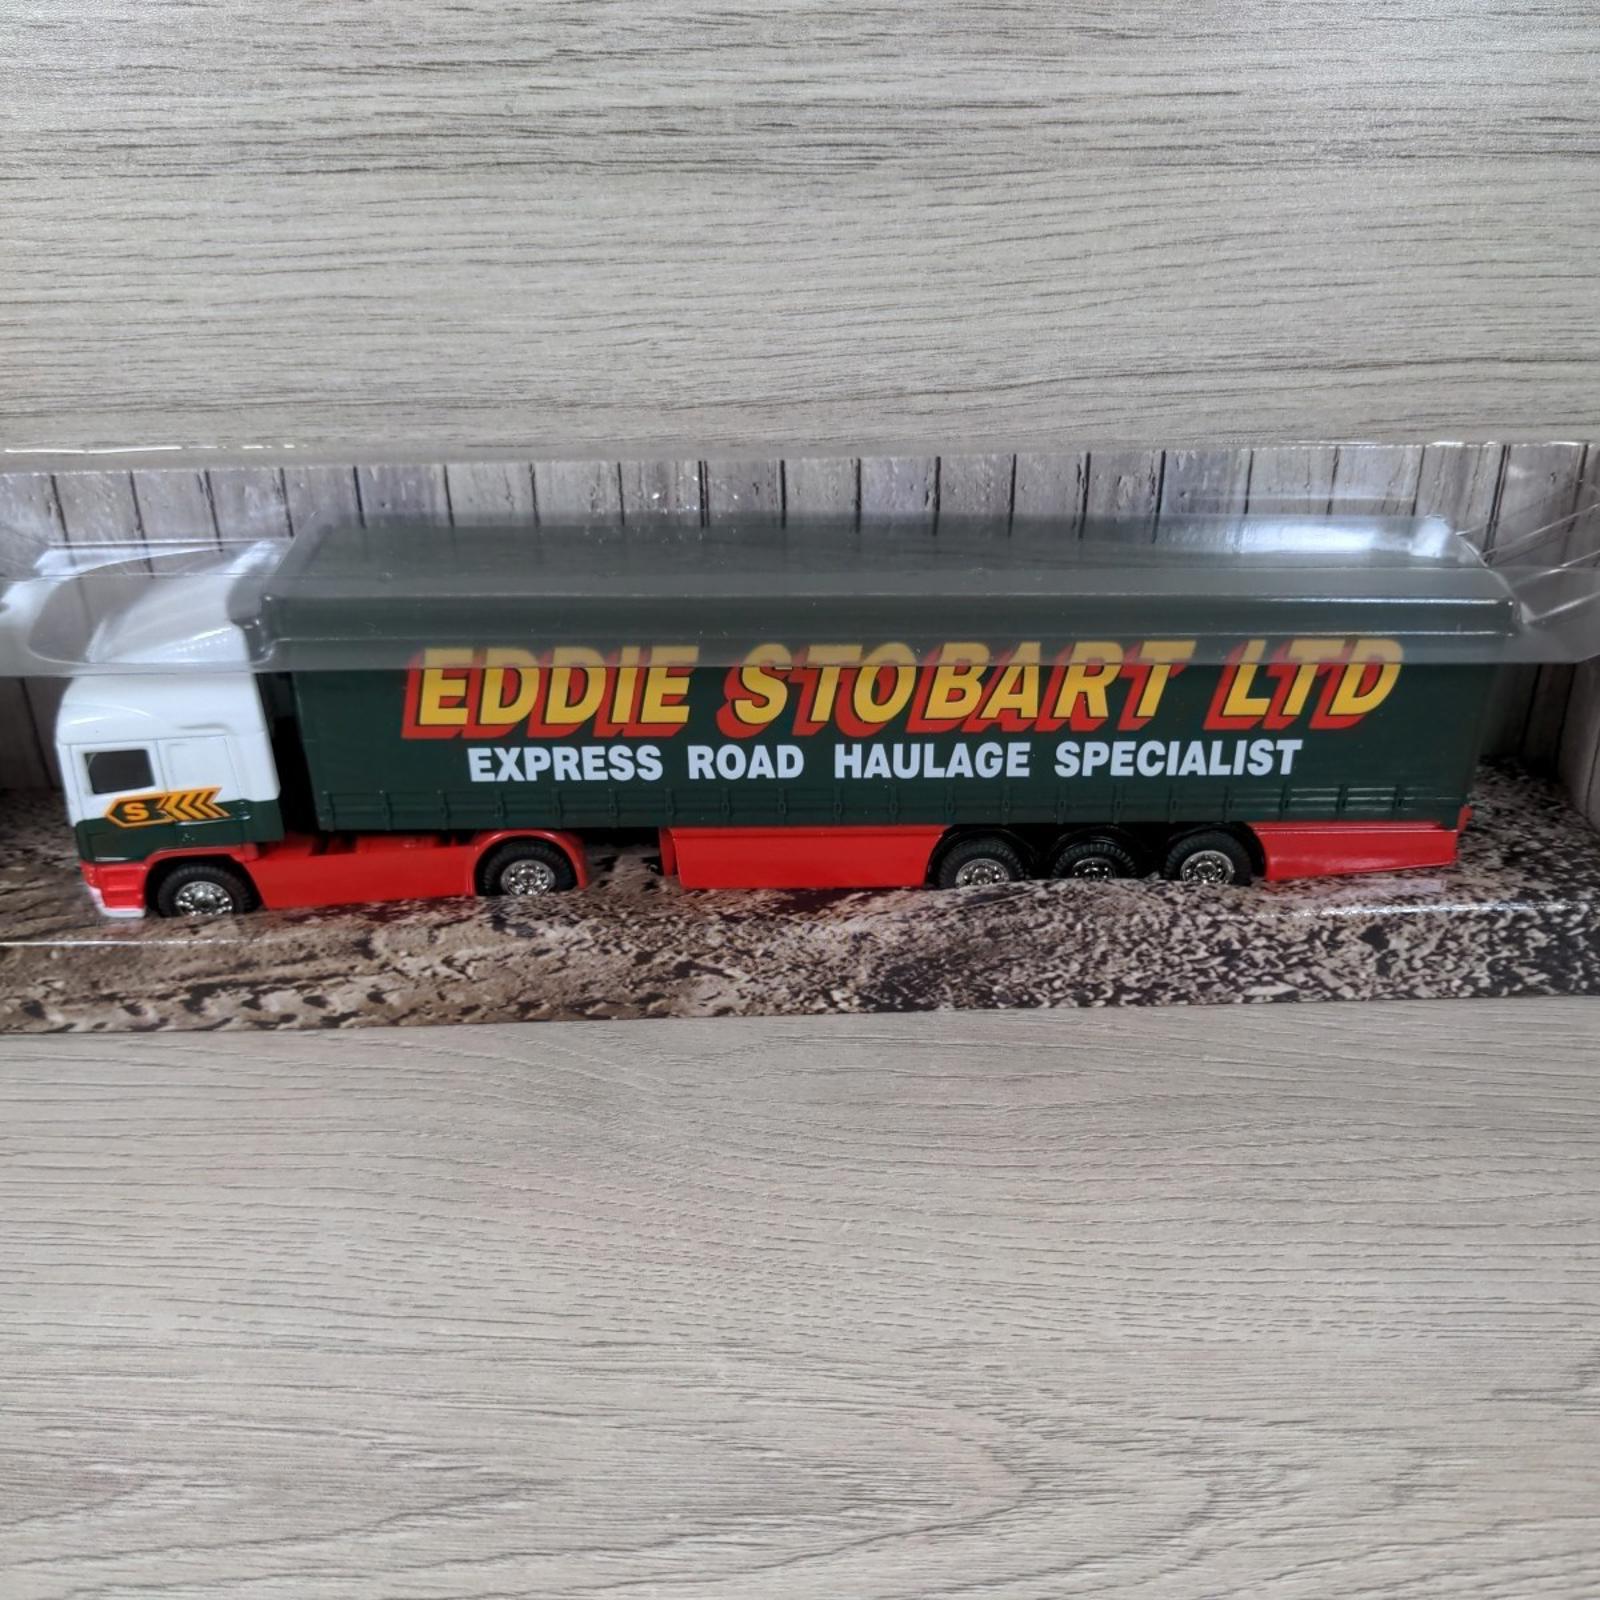 EDDIE STOBART LTD
EXPRESS ROAD HAULAGE SPECIALIST
S